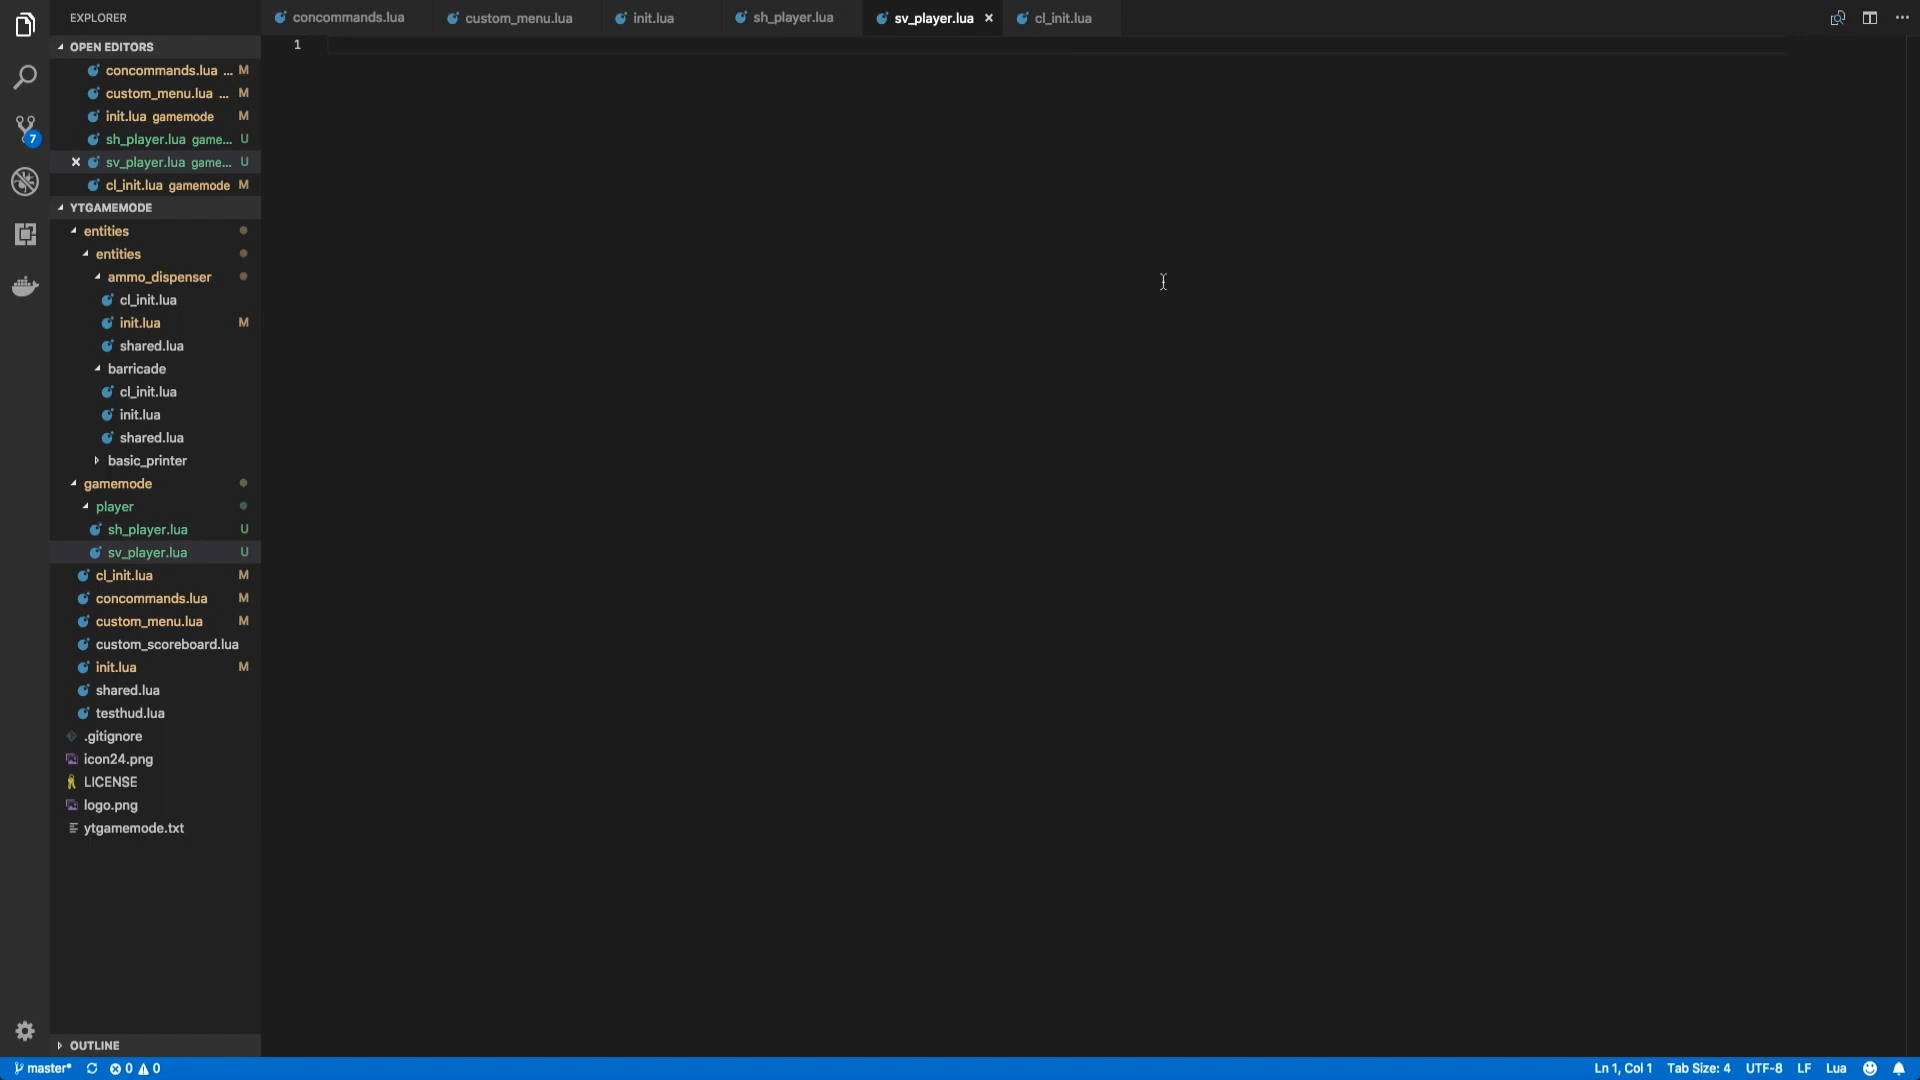 EXPLORER
OPEN EDITORS
concommands.lua ... M
custom_menu.lua ... M
init.lua gamemode M
sh_player.lua game... U
sv_player.lua game... U
cl_init.lua gamemode M
YTGAMEMODE
entities
entities
ammo_dispenser
cl_init.lua
init.lua M
shared.lua
barricade
cl_init.lua
init.lua
shared.lua
basic_printer
gamemode
player
sh_player.lua U
sv_player.lua U
cl_init.lua M
concommands.lua M
custom_menu.lua M
custom_scoreboard.lua
init.lua M
shared.lua
testhud.lua
.gitignore
icon24.png
LICENSE
logo.png
ytgamemode.txt
OUTLINE
7
concommands.lua custom_menu.lua init.lua sh_player.lua sv_player.lua cl_init.lua
1
master* 0 0 Ln 1, Col 1 Tab Size: 4 UTF-8 LF Lua